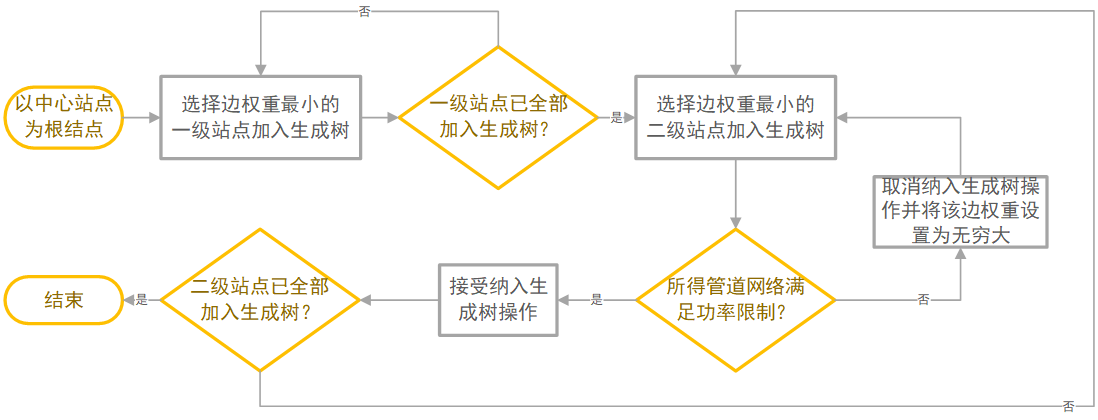 否
以中心站点
为根结点
选择边权重最小的
一级站点加入生成树
一级站点已全部
加入生成树？
是
选择边权重最小的
二级站点加入生成树
取消纳入生成树操
作并将该边权重设
置为无穷大
结束
是
二级站点已全部
加入生成树？
接受纳入生
成树操作
是
所得管道网络满
足功率限制？
否
否